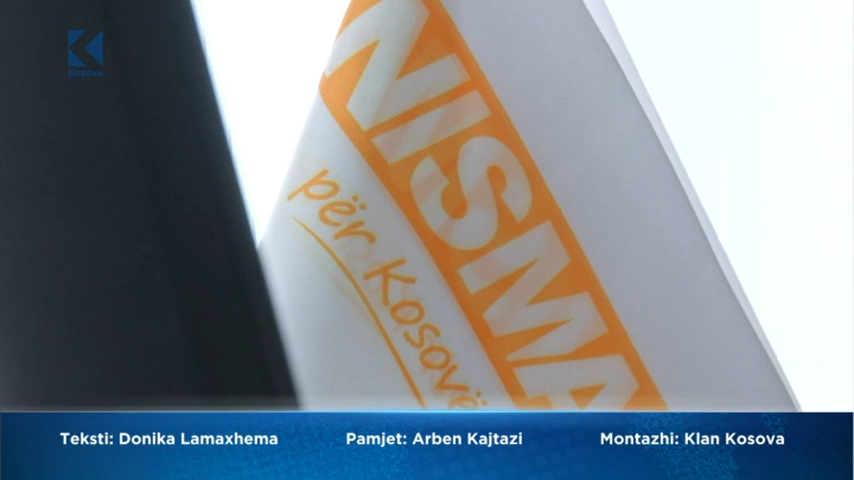 Kosova
NISMA
për Kosovë
Teksti: Donika Lamaxhema
Pamjet: Arben Kajtazi
Montazhi: Klan Kosova